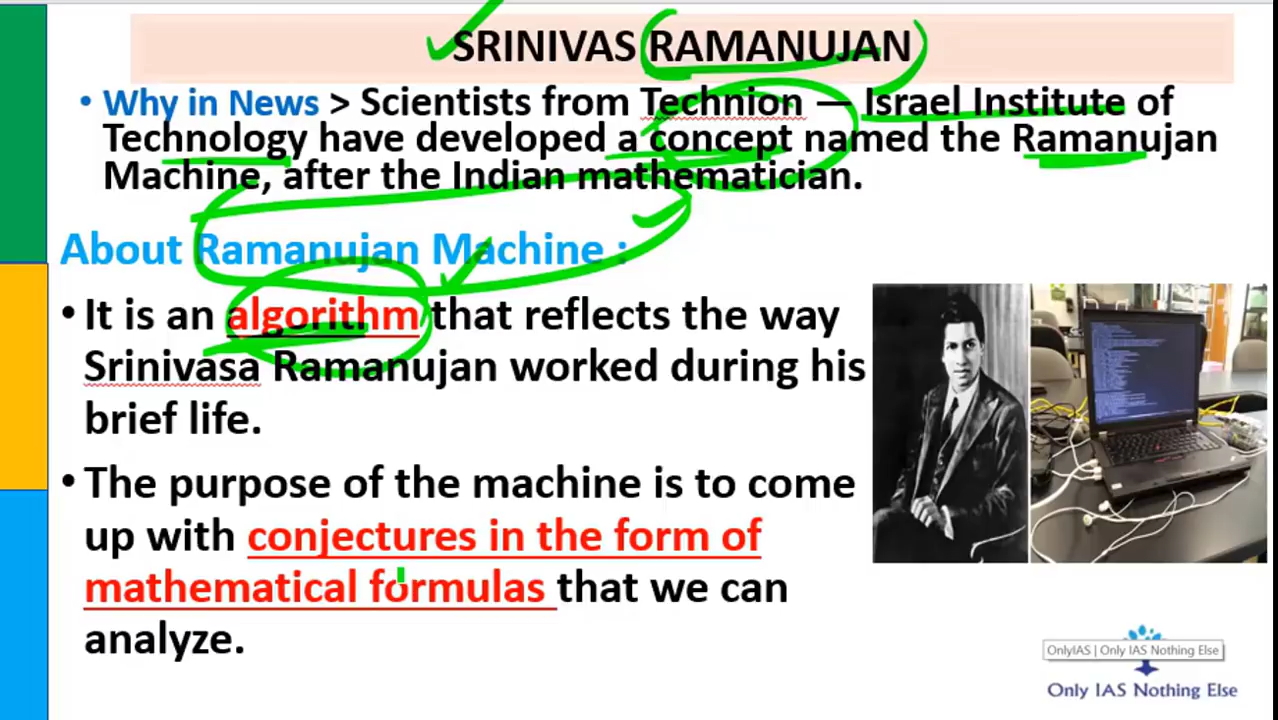 SRINIVAS RAMANUJAN
• Why in News > Scientists from Technion — Israel Institute of
Technology have developed a concept named the Ramanujan
Machine, after the Indian mathematician.
About Ramanujan Machine :
• It is an algorithm that reflects the way
Srinivasa Ramanujan worked during his
brief life.
• The purpose of the machine is to come
up with conjectures in the form of
mathematical formulas that we can
analyze.
OnlyIAS | Only IAS Nothing Else
Only IAS Nothing Else